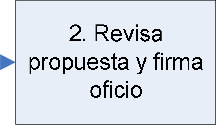 2. Revisa
propuesta y firma
oficio